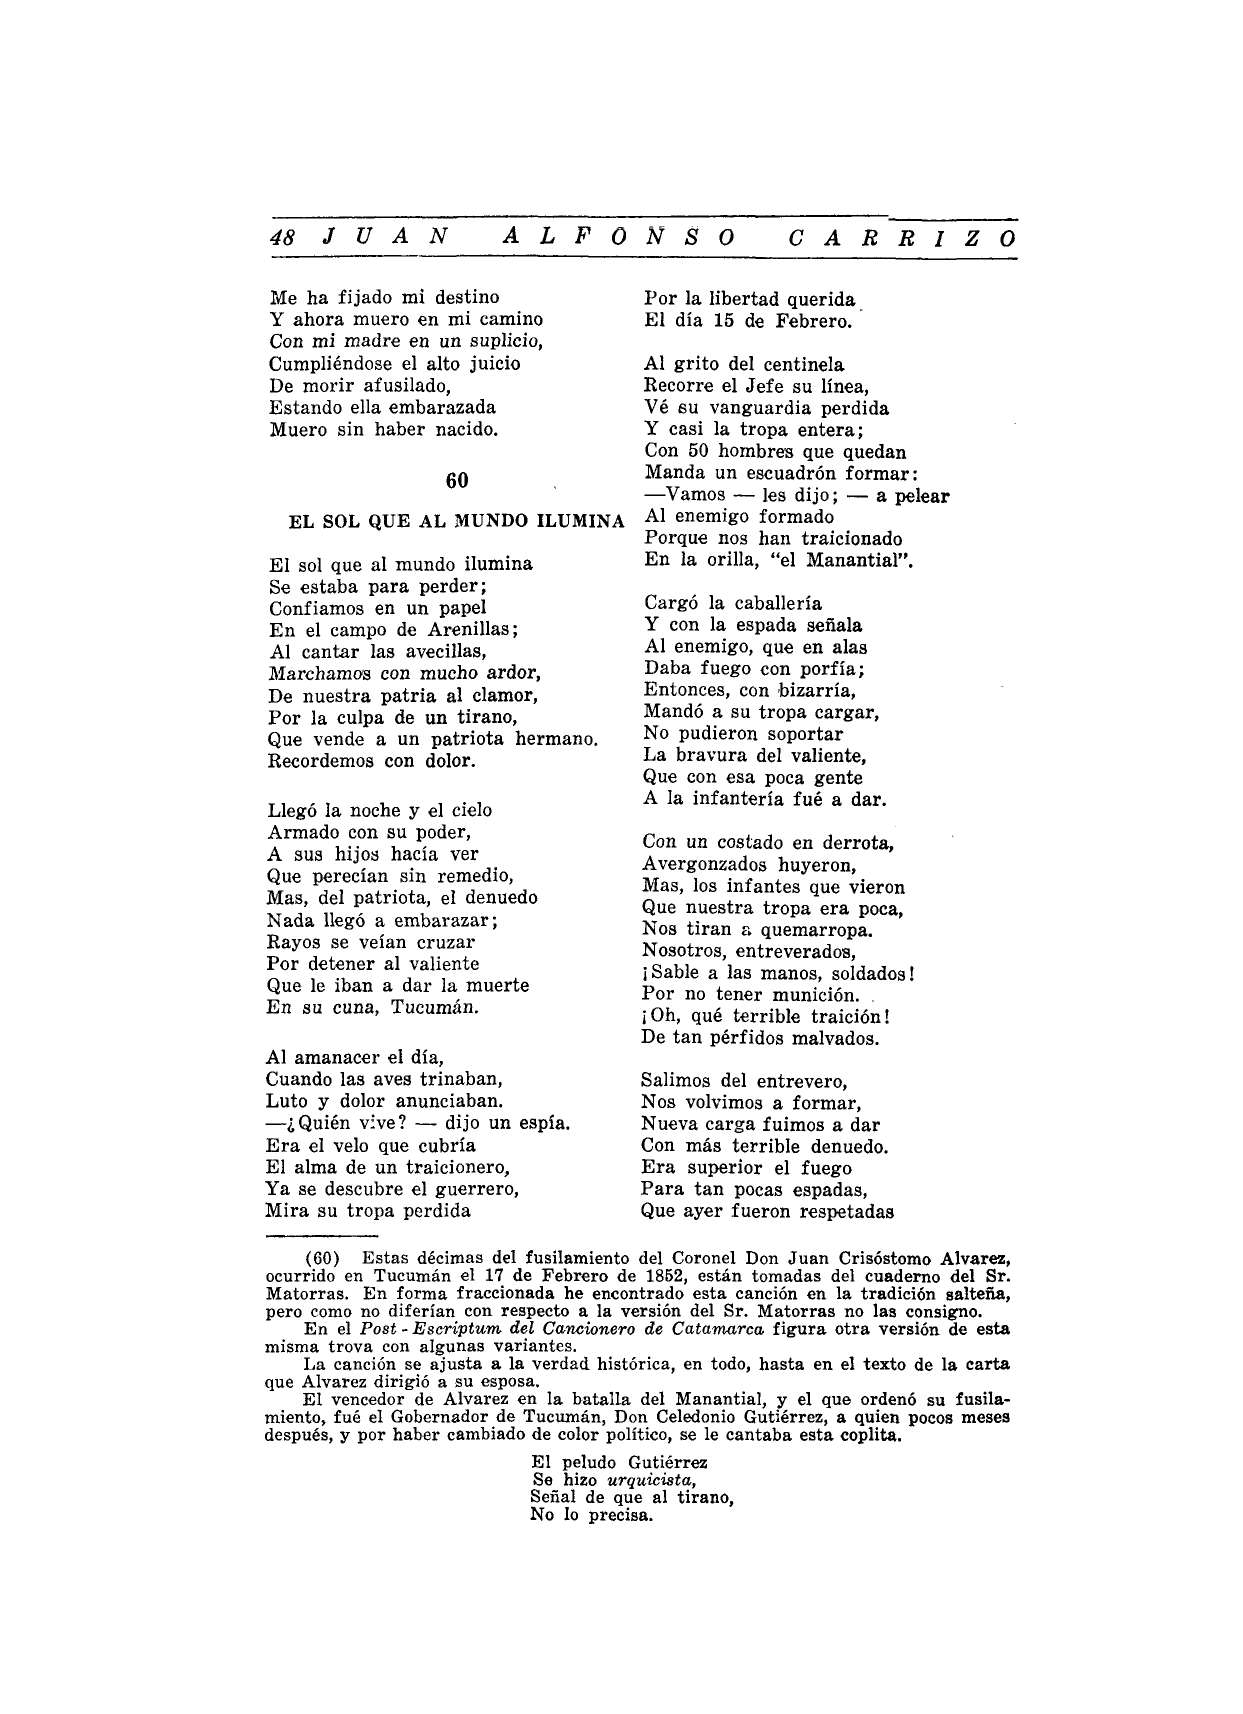 48 JUAN ALFONSO CARRIZO
Me ha fijado mi destino
Y ahora muero en mi camino
Con mi madre en un suplicio,
Cumpliéndose el alto juicio
De morir afusilado,
Estando ella embarazada
Muero sin haber nacido.
60
EL SOL QUE AL MUNDO ILUMINA
El sol que al mundo ilumina
Se estaba para perder;
Confiamos en un papel
En el campo de Arenillas;
Al cantar las avecillas,
Marchamos con mucho ardor,
De nuestra patria al clamor,
Por la culpa de un tirano,
Que vende a un patriota hermano.
Recordemos con dolor.
Llegó la noche y el cielo
Armado con su poder,
A sus hijos hacía ver
Que perecían sin remedio,
Mas, del patriota, el denuedo
Nada llegó a embarazar;
Rayos se veían cruzar
Por detener al valiente
Que le iban a dar la muerte
En su cuna, Tucumán.
Al amanacer el día,
Cuando las aves trinaban,
Luto y dolor anunciaban.
—¿Quién vive? — dijo un espía.
Era el velo que cubría
El alma de un traicionero,
Ya se descubre el guerrero,
Mira su tropa perdida
Por la libertad querida
El día 15 de Febrero.
Al grito del centinela
Recorre el Jefe su línea,
Vé su vanguardia perdida
Y casi la tropa entera;
Con 50 hombres que quedan
Manda un escuadrón formar:
—Vamos — les dijo; — a pelear
Al enemigo formado
Porque nos han traicionado
En la orilla, “el Manantial”.
Cargó la caballería
Y con la espada señala
Al enemigo, que en alas
Daba fuego con porfía;
Entonces, con bizarría,
Mandó a su tropa cargar,
No pudieron soportar
La bravura del valiente,
Que con esa poca gente
A la infantería fué a dar.
Con un costado en derrota,
Avergonzados huyeron,
Mas, los infantes que vieron
Que nuestra tropa era poca,
Nos tiran a quemarropa.
Nosotros, entreverados,
¡Sable a las manos, soldados!
Por no tener munición.
¡Oh, qué terrible traición!
De tan pérfidos malvados.
Salimos del entrevero,
Nos volvimos a formar,
Nueva carga fuimos a dar
Con más terrible denuedo.
Era superior el fuego
Para tan pocas espadas,
Que ayer fueron respetadas
(60) Estas décimas del fusilamiento del Coronel Don Juan Crisóstomo Alvarez,
ocurrido en Tucumán el 17 de Febrero de 1852, están tomadas del cuaderno del Sr.
Matorras. En forma fraccionada he encontrado esta canción en la tradición salteña,
pero como no diferían con respecto a la versión del Sr. Matorras no las consigno.
En el Post - Escriptum del Cancionero de Catamarca figura otra versión de esta
misma trova con algunas variantes.
La canción se ajusta a la verdad histórica, en todo, hasta en el texto de la carta
que Alvarez dirigió a su esposa.
El vencedor de Alvarez en la batalla del Manantial, y el que ordenó su fusila-
miento, fué el Gobernador de Tucumán, Don Celedonio Gutiérrez, a quien pocos meses
después, y por haber cambiado de color político, se le cantaba esta coplita.
El peludo Gutiérrez
Se hizo urquicista,
Señal de que al tirano,
No lo precisa.